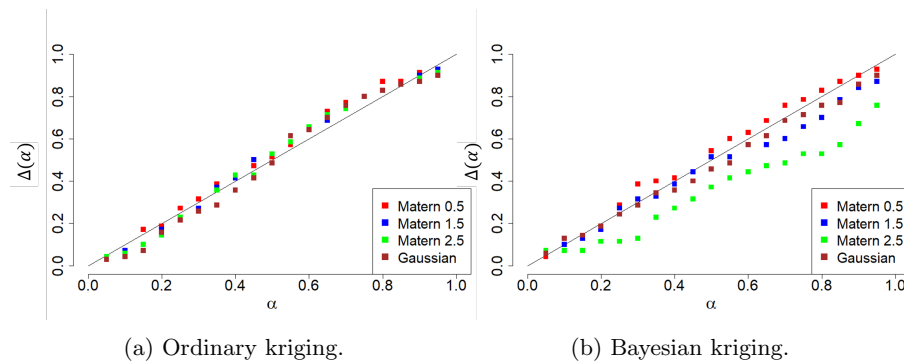 1.0
0.8
0.6
0.4
0.2
0.0
Δ(α)
0.0 0.2 0.4 0.6 0.8 1.0
α
Matern 0.5
Matern 1.5
Matern 2.5
Gaussian
(a) Ordinary kriging.
1.0
0.8
0.6
0.4
0.2
0.0
Δ(α)
0.0 0.2 0.4 0.6 0.8 1.0
α
Matern 0.5
Matern 1.5
Matern 2.5
Gaussian
(b) Bayesian kriging.